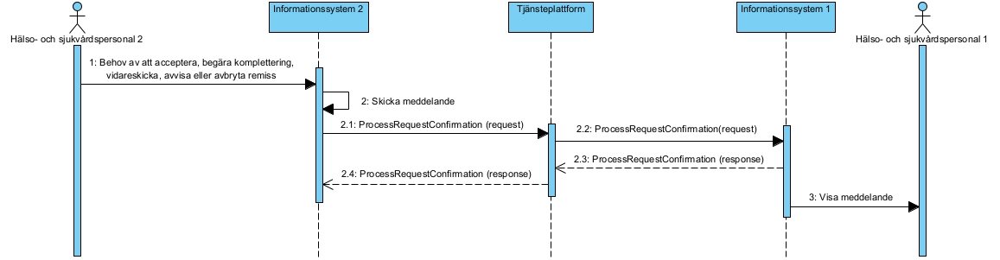 Informationssystem 2
Tjänsteplattform
Informationssystem 1
Hälso- och sjukvårdspersonal 2
Hälso- och sjukvårdspersonal 1
1: Behov av att acceptera, begära komplettering,
vidareskicka, avvisa eller avbryta remiss
2: Skicka meddelande
2.1: ProcessRequestConfirmation (request)
2.2: ProcessRequestConfirmation(request)
2.3: ProcessRequestConfirmation (response)
2.4: ProcessRequestConfirmation (response)
3: Visa meddelande